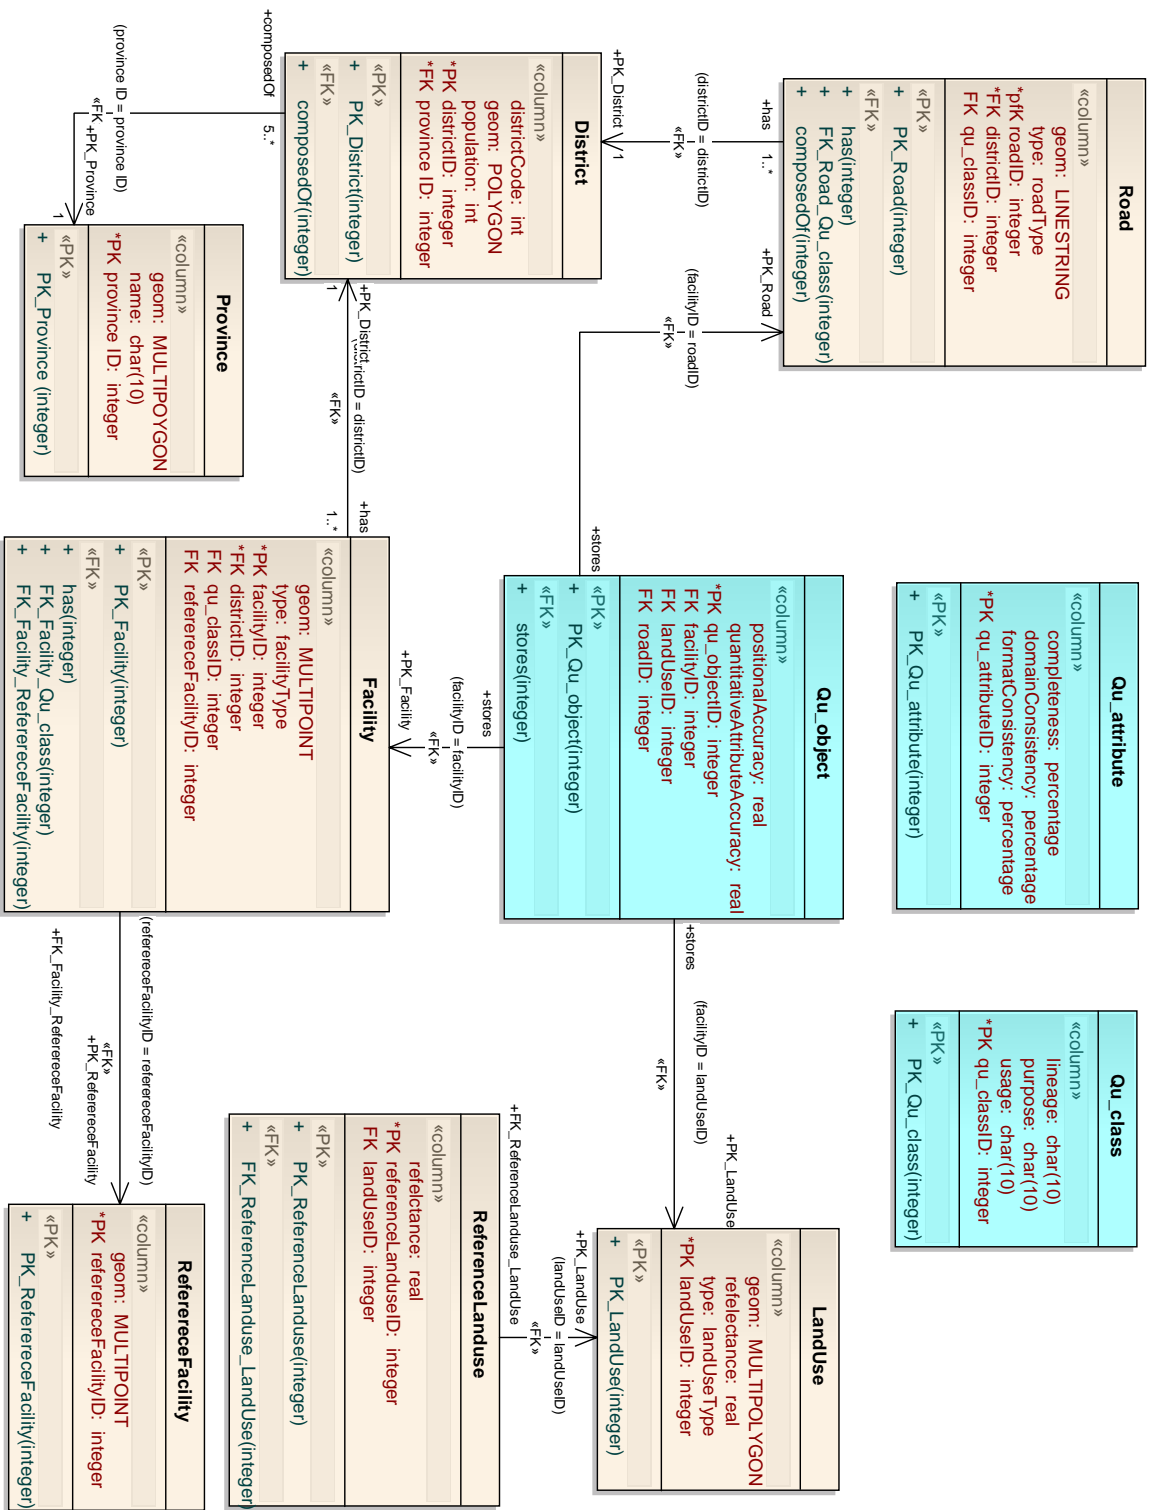 Road
«column»
geom: LINESTRING
type: roadType
*pfK roadID: integer
*FK districtID: integer
FK qu_classID: integer
«PK»
+ PK_Road(integer)
«FK»
+ has(integer)
+ FK_Road_Qu_class(integer)
+ composedOf(integer)
Qu_attribute
«column»
completeness: percentage
domainConsistency: percentage
formatConsistency: percentage
*PK qu_attributeID: integer
«PK»
+ PK_Qu_attribute(integer)
Qu_class
«column»
lineage: char(10)
purpose: char(10)
usage: char(10)
*PK qu_classID: integer
«PK»
+ PK_Qu_class(integer)
+has
1..*
(districtID = districtID)
«FK»
+PK_District
1
+PK_Road
(facilityID = roadID)
«FK»
+stores
District
«column»
districtCode: int
geom: POLYGON
population: int
*PK districtID: integer
*FK province ID: integer
«PK»
+ PK_District(integer)
«FK»
+ composedOf(integer)
Qu_object
«column»
positionalAccuracy: real
quantitativeAttributeAccuracy: real
*PK qu_objectID: integer
FK facilityID: integer
FK landUseID: integer
FK roadID: integer
«PK»
+ PK_Qu_object(integer)
«FK»
+ stores(integer)
+stores
(facilityID = landUseID)
«FK»
+PK_LandUse
LandUse
«column»
geom: MULTIPOLYGON
refelectance: real
type: landUseType
*PK landUseID: integer
«PK»
+ PK_LandUse(integer)
+PK_LandUse
(landUseID = landUseID)
«FK»
+FK_ReferenceLanduse_LandUse
ReferenceLanduse
«column»
refelctance: real
*PK referenceLanduseID: integer
FK landUseID: integer
«PK»
+ PK_ReferenceLanduse(integer)
«FK»
+ FK_ReferenceLanduse_LandUse(integer)
+stores
(facilityID = facilityID)
«FK»
+PK_Facility
+PK_District
= districtID)
«FK»
1
+has
1..*
+composedOf
5..*
(province ID = province ID)
«FK»
+PK_Province
1
Province
«column»
geom: MULTIPOYGON
name: char(10)
*PK province ID: integer
«PK»
+ PK_Province (integer)
Facility
«column»
geom: MULTIPOINT
type: facilityType
*PK facilityID: integer
*FK districtID: integer
FK qu_classID: integer
FK refereceFacilityID: integer
«PK»
+ PK_Facility(integer)
«FK»
+ has(integer)
+ FK_Facility_Qu_class(integer)
+ FK_Facility_RefereceFacility(integer)
(refereceFacilityID = refereceFacilityID)
«FK»
+PK_RefereceFacility
+FK_Facility_RefereceFacility
RefereceFacility
«column»
geom: MULTIPOINT
*PK refereceFacilityID: integer
«PK»
+ PK_RefereceFacility(integer)